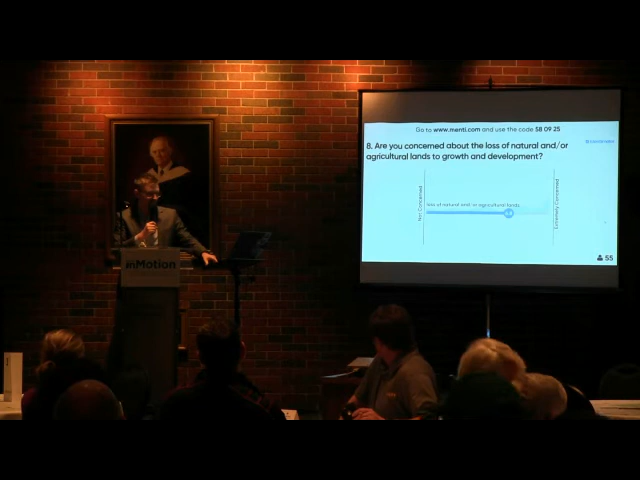 Go to www.menti.com and use the code 58 09 25
8. Are you concerned about the loss of natural and/or
agricultural lands to growth and development?
Not Concerned
loss of natural and/or agricultural lands
Extremely Concerned
55
inMotion